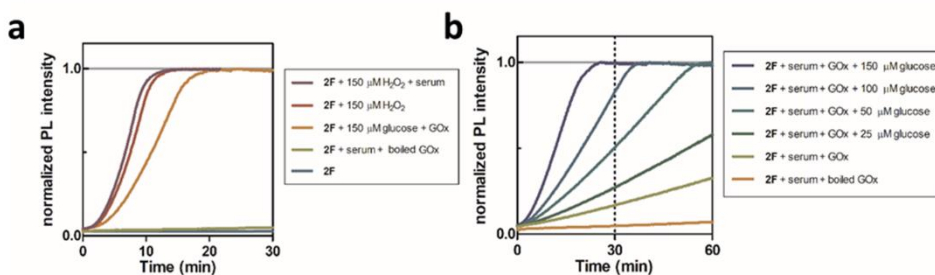 a
normalized PL intensity
1.0
0.0
0
10
20
30
Time (min)
2F + 150 μM H2O2 + serum
2F + 150 μM H2O2
2F + 150 μM glucose + GOx
2F + serum + boiled GOx
2F
b
normalized PL intensity
1.0
0.0
0
30
60
Time (min)
2F + serum + GOx + 150 μM glucose
2F + serum + GOx + 100 μM glucose
2F + serum + GOx + 50 μM glucose
2F + serum + GOx + 25 μM glucose
2F + serum + GOx
2F + serum + boiled GOx